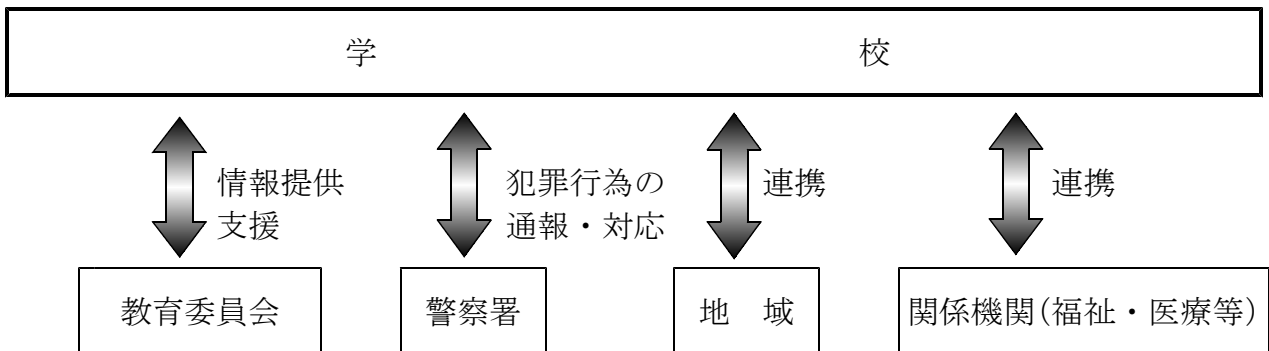 学 校
情報提供
支援
犯罪行為の
通報・対応
連携
連携
教育委員会
警察署
地 域
関係機関(福祉・医療等)